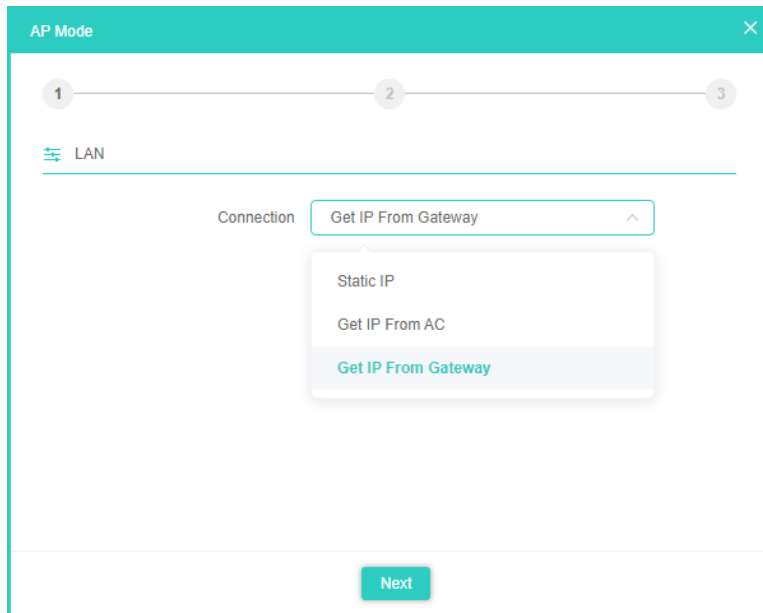 AP Mode
1 2 3
LAN
Connection Get IP From Gateway
Static IP
Get IP From AC
Get IP From Gateway
Next